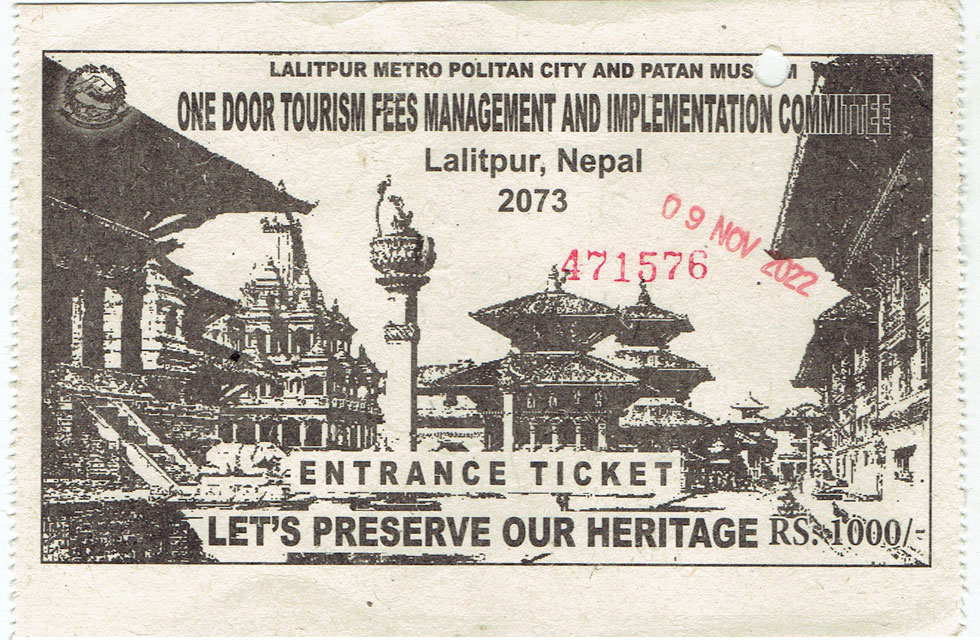 LALITPUR METRO POLITAN CITY AND PATAN MUS M
ONE DOOR TOURISM FEES MANAGEMENT AND IMPLEMENTATION COMMITTEE
Lalitpur, Nepal
2073
09 NOV 2022
471576
ENTRANCE TICKET
LET'S PRESERVE OUR HERITAGE RS. 1000/-